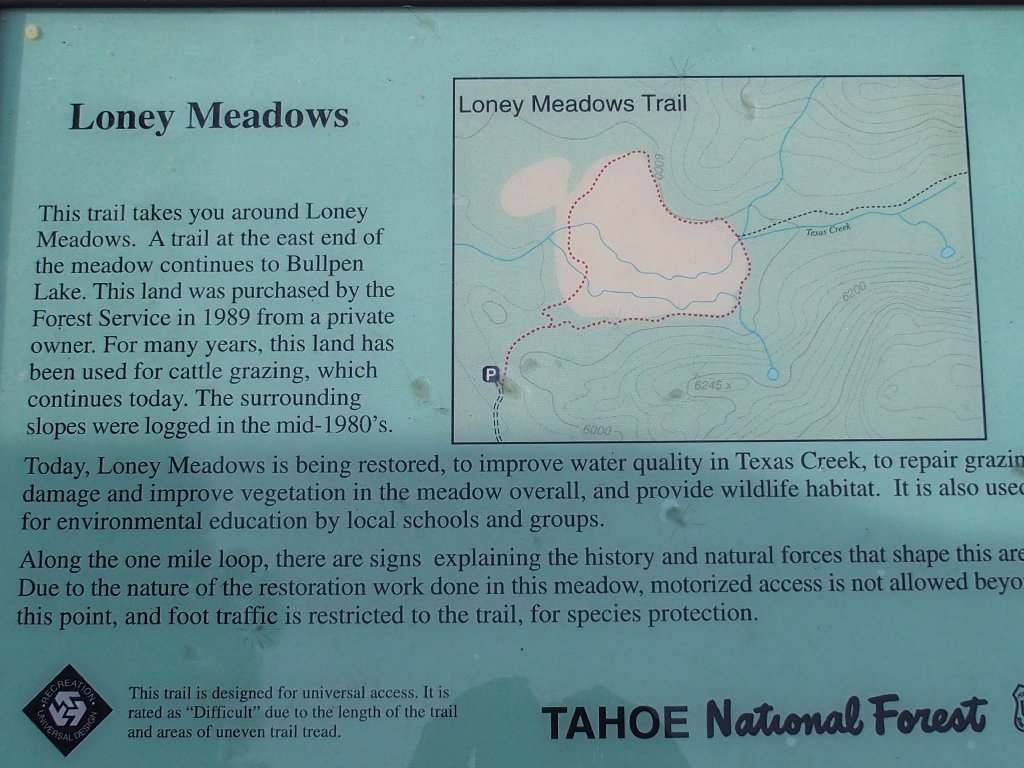 Loney Meadows
This trail takes you around Loney
Meadows. A trail at the east end of
the meadow continues to Bullpen
Lake. This land was purchased by the
Forest Service in 1989 from a private
owner. For many years, this land has
been used for cattle grazing, which
continues today. The surrounding
slopes were logged in the mid-1980's.
Loney Meadows Trail
6000
Texas Creek
6200
P
6245 x
6000
Today, Loney Meadows is being restored, to improve water quality in Texas Creek, to repair grazin
damage and improve vegetation in the meadow overall, and provide wildlife habitat. It is also used
for environmental education by local schools and groups.
Along the one mile loop, there are signs explaining the history and natural forces that shape this are
Due to the nature of the restoration work done in this meadow, motorized access is not allowed beyo
this point, and foot traffic is restricted to the trail, for species protection.
RECREATION
UNIVERSAL DESIGN
This trail is designed for universal access. It is
rated as “Difficult” due to the length of the trail
and areas of uneven trail tread.
TAHOE National Forest